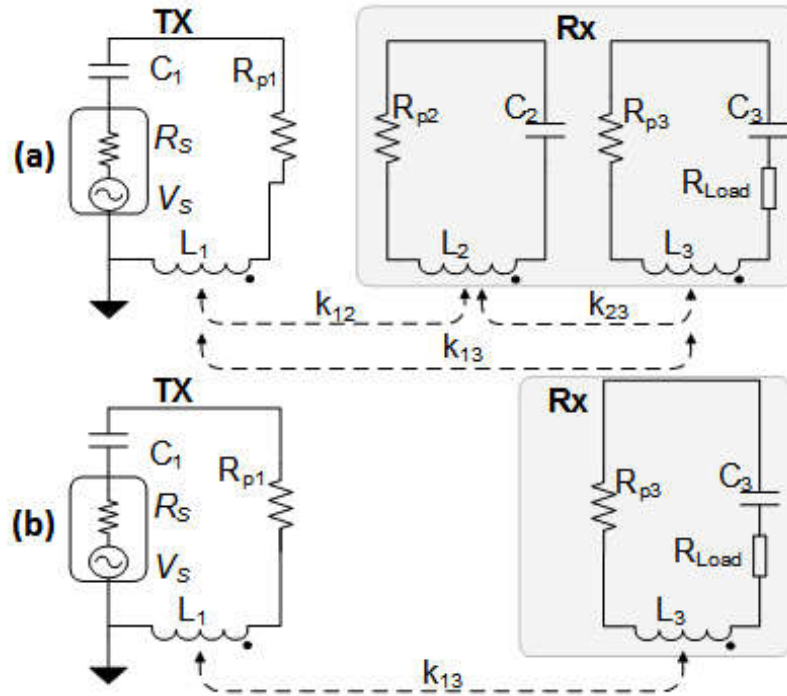 TX
Rx
C1
Rp1
Rp2
C2
Rp3
C3
(a)
RS
VS
RLoad
L1
L2
L3
k12
k23
k13
TX
Rx
C1
Rp1
Rp3
C3
(b)
RS
VS
RLoad
L1
L3
k13